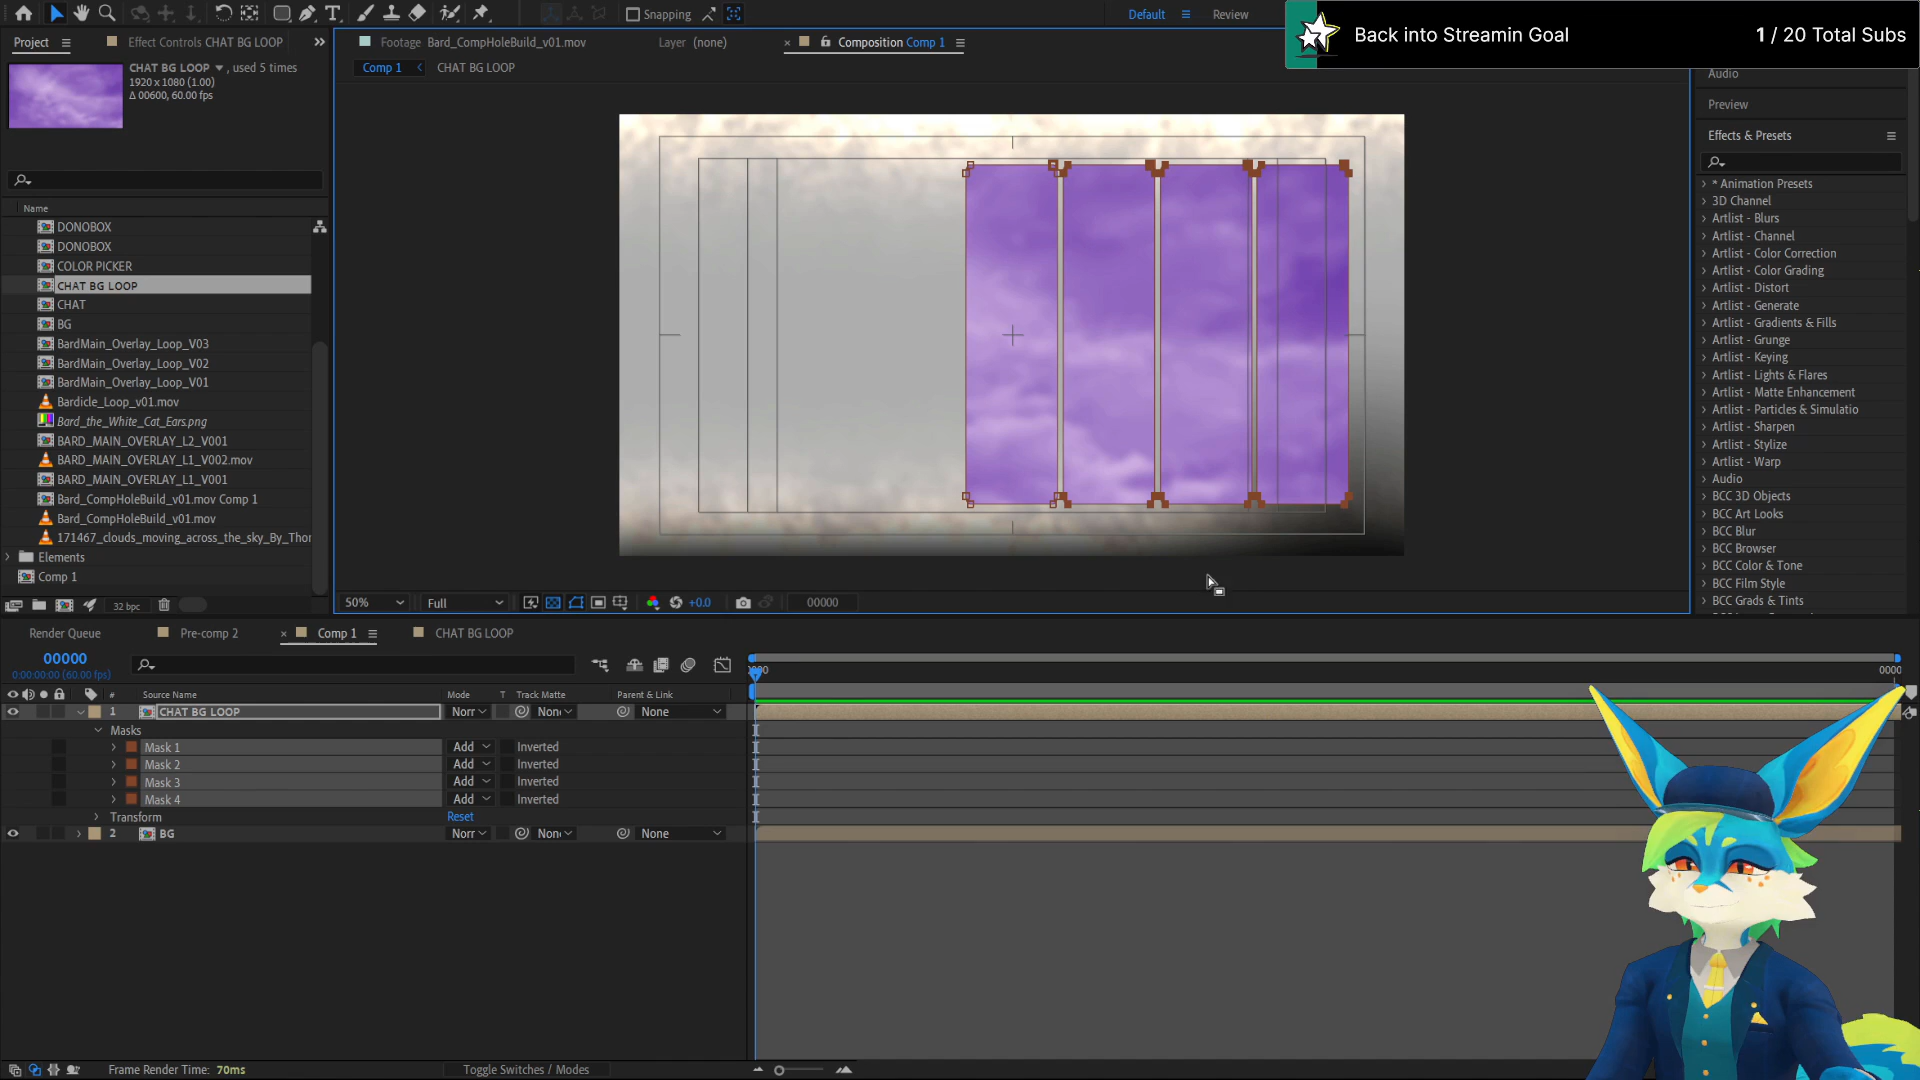 Snapping
Default
Review
Back into Streamin Goal
1 / 20 Total Subs
Project
Effect Controls CHAT BG LOOP
Footage Bard_CompHoleBuild_v01.mov
Layer (none)
Composition Comp 1
CHAT BG LOOP , used 5 times
1920 x 1080 (1.00)
Δ 00600, 60.00 fps
Comp 1
CHAT BG LOOP
Audio
Preview
Effects & Presets
Name
DONOBOX
DONOBOX
COLOR PICKER
CHAT BG LOOP
CHAT
BG
BardMain_Overlay_Loop_V03
BardMain_Overlay_Loop_V02
BardMain_Overlay_Loop_V01
Bardicle_Loop_v01.mov
Bard_the_White_Cat_Ears.png
BARD_MAIN_OVERLAY_L2_V001
BARD_MAIN_OVERLAY_L1_V002.mov
BARD_MAIN_OVERLAY_L1_V001
Bard_CompHoleBuild_v01.mov Comp 1
Bard_CompHoleBuild_v01.mov
171467_clouds_moving_across_the_sky_By_Thor
Elements
Comp 1
32 bpc
* Animation Presets
3D Channel
Artlist - Blurs
Artlist - Channel
Artlist - Color Correction
Artlist - Color Grading
Artlist - Distort
Artlist - Generate
Artlist - Gradients & Fills
Artlist - Grunge
Artlist - Keying
Artlist - Lights & Flares
Artlist - Matte Enhancement
Artlist - Particles & Simulatio
Artlist - Sharpen
Artlist - Stylize
Artlist - Warp
Audio
BCC 3D Objects
BCC Art Looks
BCC Blur
BCC Browser
BCC Color & Tone
BCC Film Style
BCC Grads & Tints
50%
Full
+0.0
00000
Render Queue
Pre-comp 2
Comp 1
CHAT BG LOOP
00000
0:00:00:00 (60.00 fps)
0000
0000
# Source Name
Mode
T Track Matte
Parent & Link
1 CHAT BG LOOP
Norr
None
Masks
Mask 1 Add Inverted
Mask 2 Add Inverted
Mask 3 Add Inverted
Mask 4 Add Inverted
Transform Reset
2 BG
Norr
None
Frame Render Time: 70ms
Toggle Switches / Modes